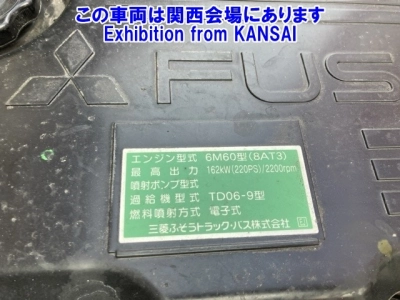 この車両は関西会場にあります
Exhibition from KANSAI
FUS
エンジン型式 6M60型(8AT3)
最高出力 162kW(220PS)/2200rpm
噴射ポンプ型式
過給機型式 TD06-9型
燃料噴射方式 電子式
三菱ふそうトラック・バス株式会社